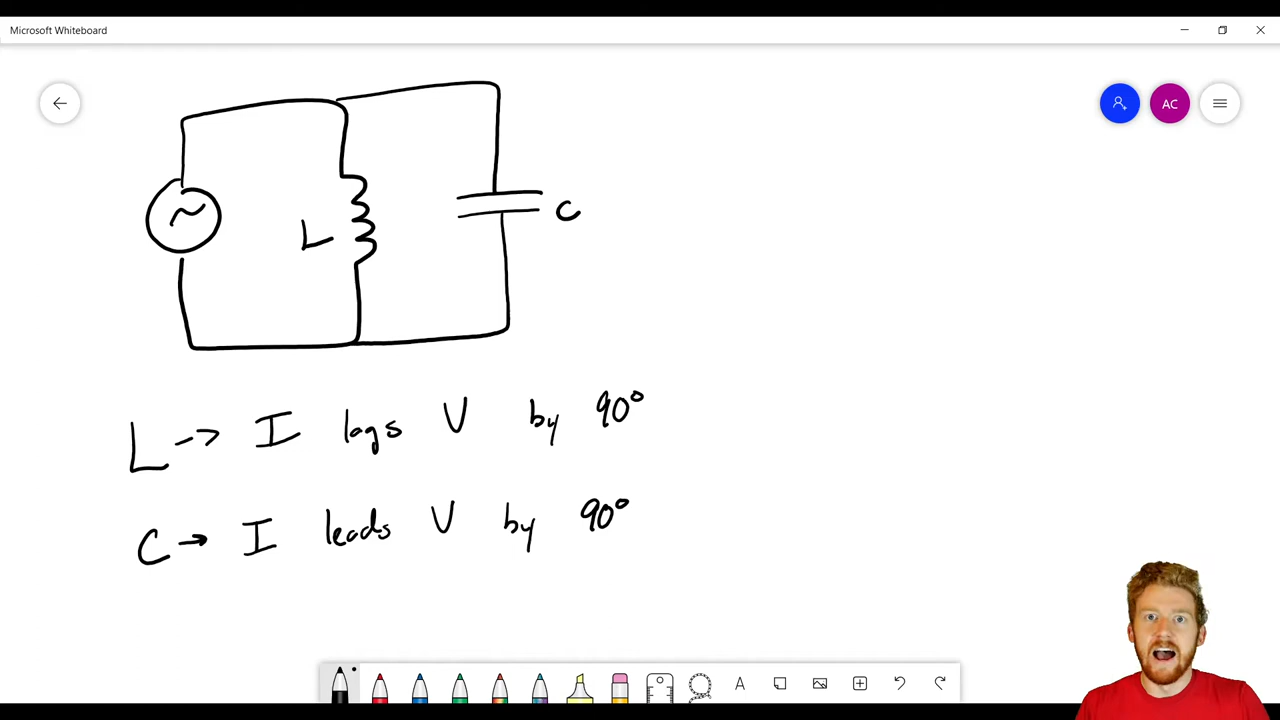 Microsoft Whiteboard
AC
L
C
L -> I lags V by 90°
C → I leads V by 90°
A